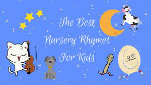 The Best
Nursery Rhymes
For Kids